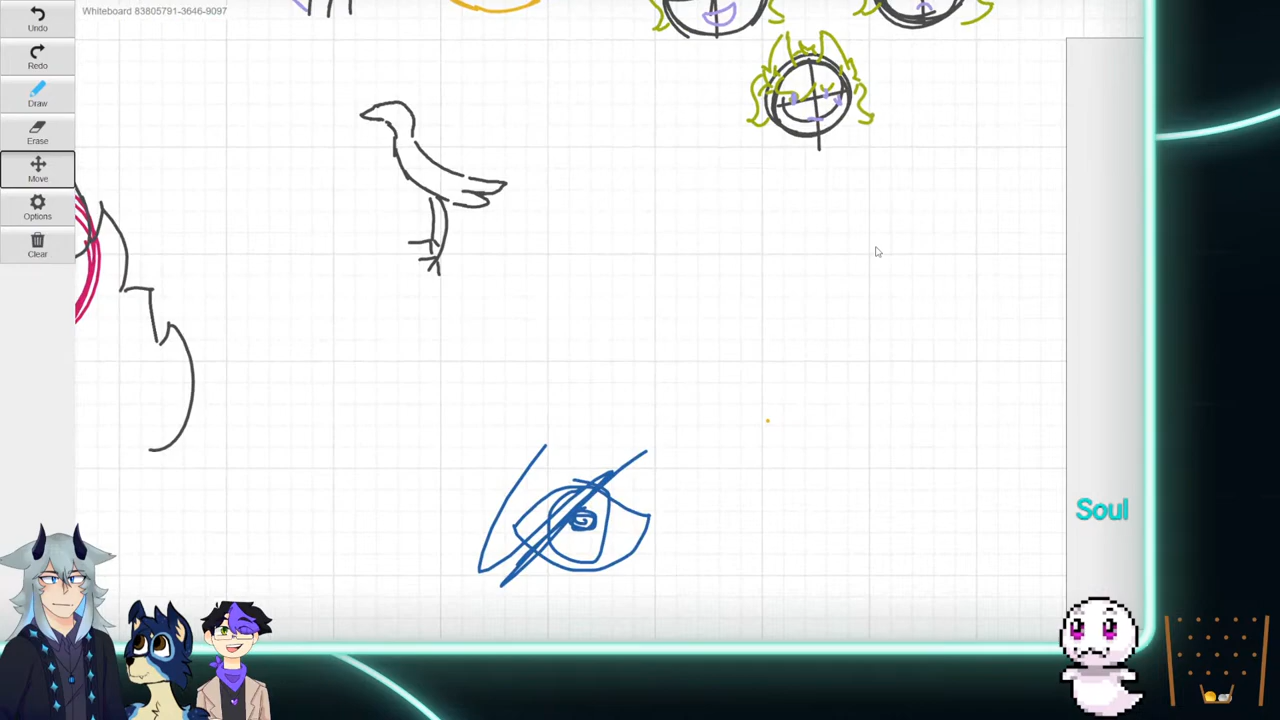 Whiteboard 83805791-3646-9097
Undo
Redo
Draw
Erase
Move
Options
Clear
Soul